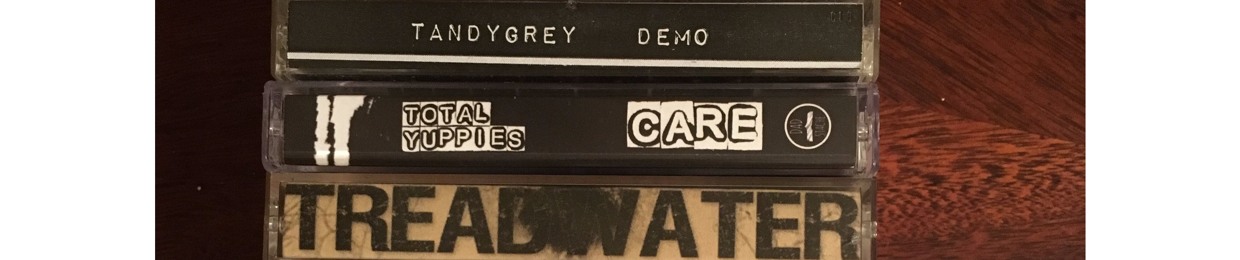 TANDYGREY DEMO
TOTAL
YUPPIES
CARE
TREADWATER